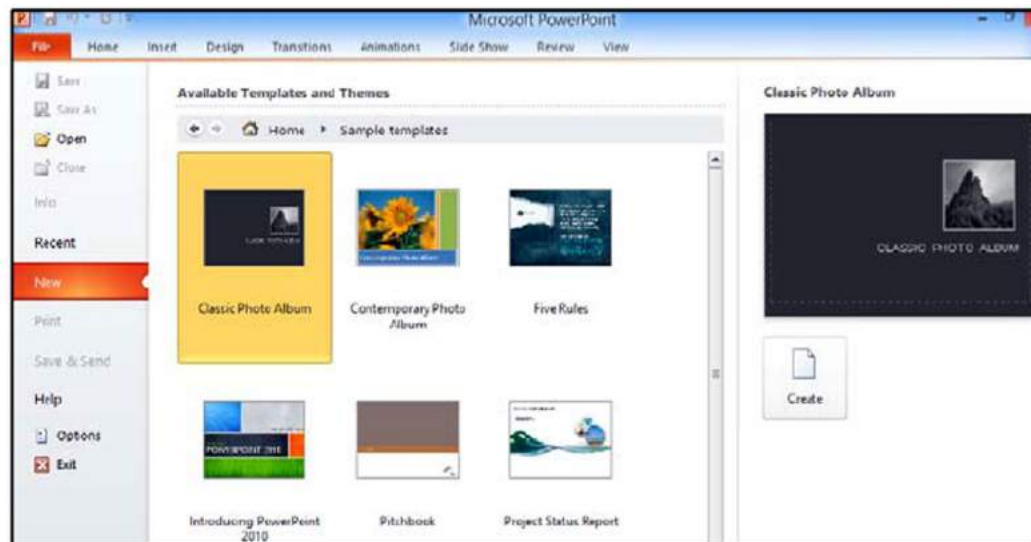 Microsoft PowerPoint
File Home Insert Design Transitions Animations Slide Show Review View
Save
Save As
Open
Close
Info
Recent
New
Print
Save & Send
Help
Options
Exit
Available Templates and Themes
Home Sample templates
Classic Photo Album
Contemporary Photo Album
Contemporary Photo
Album
Five Rules
POWERPOINT 2010
Introducing PowerPoint
2010
Pitchbook
Project Status Report
Classic Photo Album
CLASSIC PHOTO ALBUM
Create